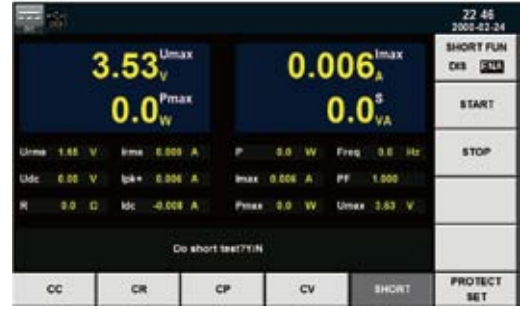 22 46
2008-02-24
3.53 Umax V
0.006 Imax A
0.0 Pmax W
0.0 S VA
SHORT FUN
DIS ENA
START
STOP
Urms 1.65 V Irms 0.000 A P 0.0 W Freq 0.0 Hz
Udc 0.00 V Ipk+ 0.006 A Imax 0.006 A PF 1.000
R 0.0 Ω Idc -0.008 A Pmax 0.0 W Umax 3.53 V
Do short test?Y/N
CC CR CP CV SHORT
PROTECT
SET